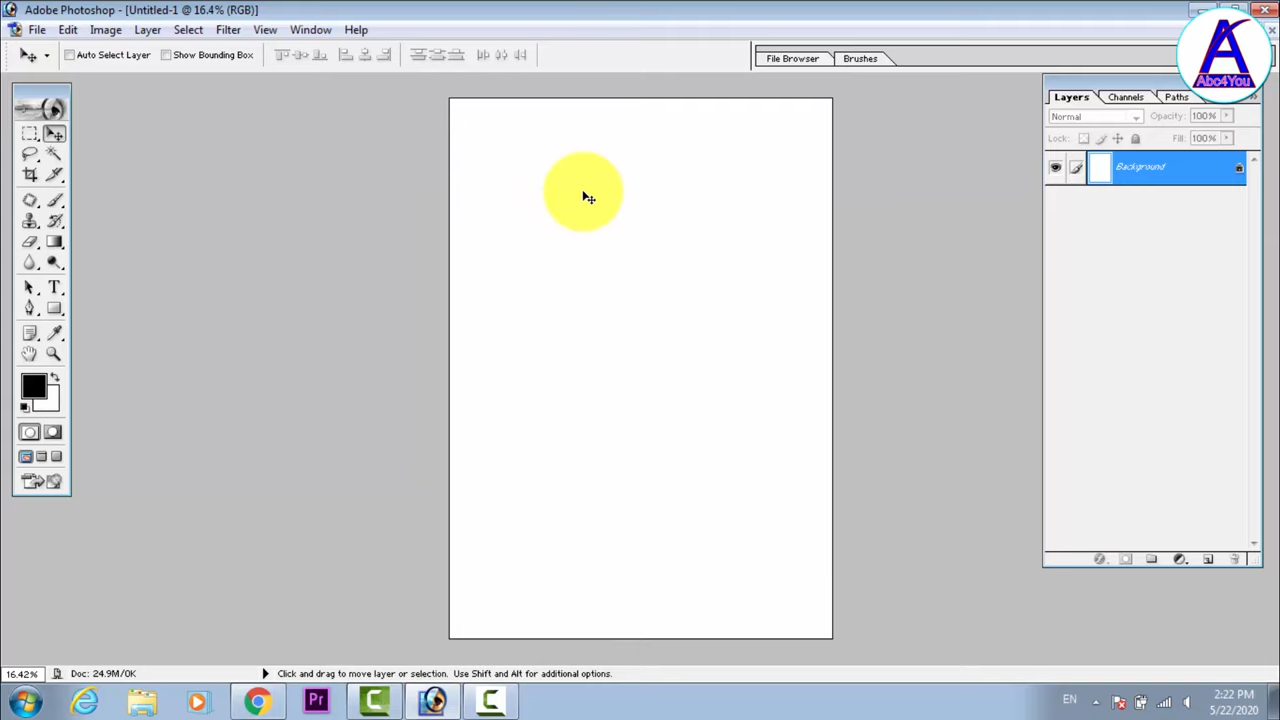 Adobe Photoshop - [Untitled-1 @ 16.4% (RGB)]
File Edit Image Layer Select Filter View Window Help
Auto Select Layer Show Bounding Box
File Browser Brushes
Abc4You
Layers Channels Paths
Normal Opacity: 100%
Lock: Fill: 100%
Background
T
16.42% Doc: 24.9M/0K Click and drag to move layer or selection. Use Shift and Alt for additional options.
Pr
EN
2:22 PM
5/22/2020